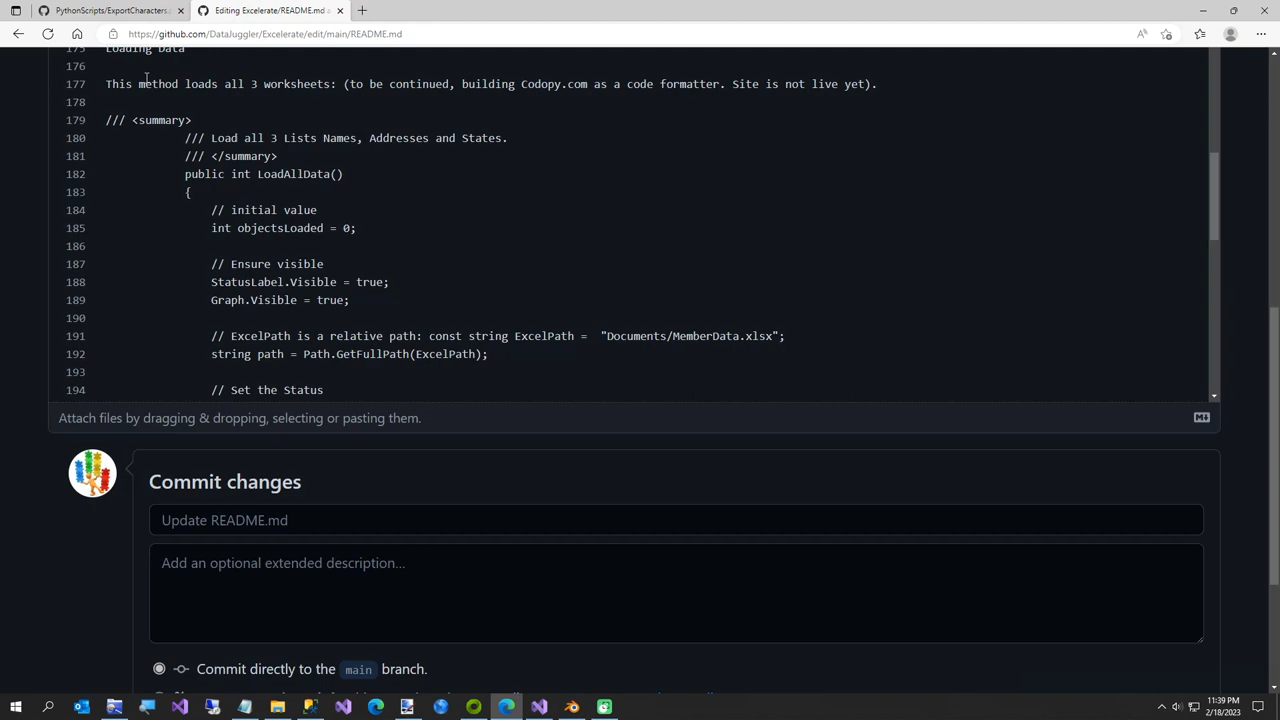 PythonScripts/ExportCharacters.
Editing Excelerate/README.md a
https://github.com/DataJuggler/Excelerate/edit/main/README.md
175 Loading Data
176
177 This method loads all 3 worksheets: (to be continued, building Codopy.com as a code formatter. Site is not live yet).
178
179 /// <summary>
180 /// Load all 3 Lists Names, Addresses and States.
181 /// </summary>
182 public int LoadAllData()
183 {
184 // initial value
185 int objectsLoaded = 0;
186
187 // Ensure visible
188 StatusLabel.Visible = true;
189 Graph.Visible = true;
190
191 // ExcelPath is a relative path: const string ExcelPath =  "Documents/MemberData.xlsx";
192 string path = Path.GetFullPath(ExcelPath);
193
194 // Set the Status
Attach files by dragging & dropping, selecting or pasting them.
Commit changes
Update README.md
Add an optional extended description...
Commit directly to the main branch.
11:39 PM
2/18/2023